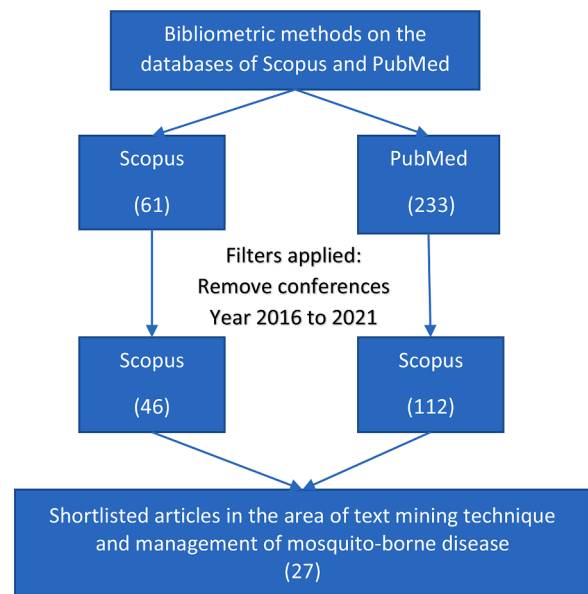 Bibliometric methods on the
databases of Scopus and PubMed
Scopus
(61)
PubMed
(233)
Filters applied:
Remove conferences
Year 2016 to 2021
Scopus
(46)
Scopus
(112)
Shortlisted articles in the area of text mining technique
and management of mosquito-borne disease
(27)